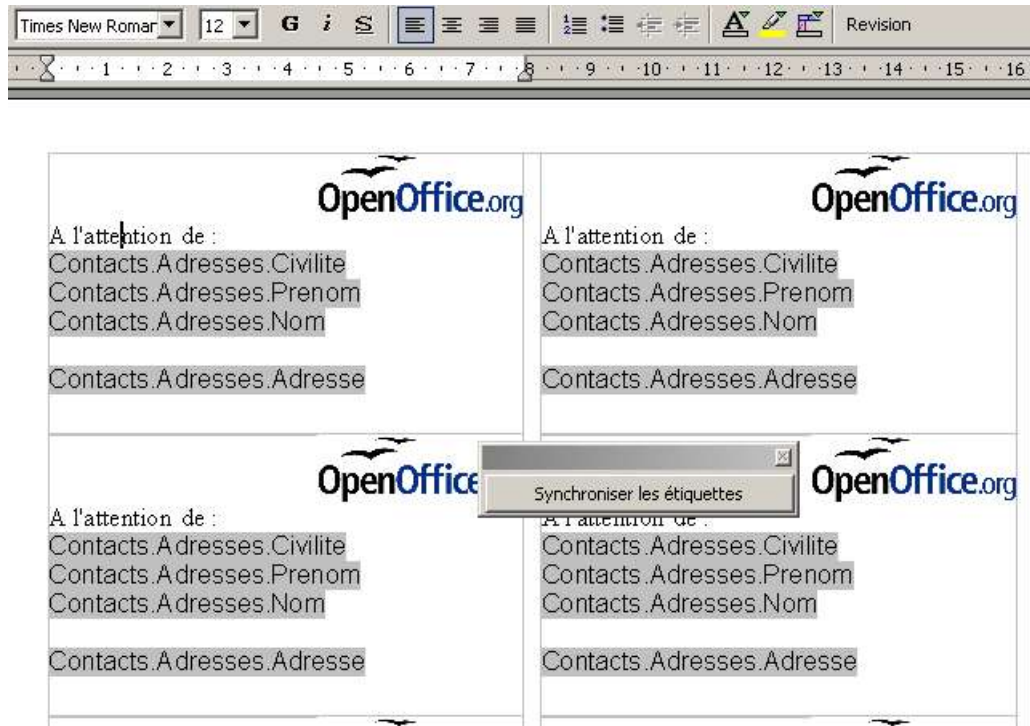 Times New Romar 12 G i S A Revision
1 2 3 4 5 6 7 8 9 10 11 12 13 14 15 16
OpenOffice.org
A l'attention de :
Contacts.Adresses.Civilite
Contacts.Adresses.Prenom
Contacts.Adresses.Nom
Contacts.Adresses.Adresse
OpenOffice.org
A l'attention de :
Contacts.Adresses.Civilite
Contacts.Adresses.Prenom
Contacts.Adresses.Nom
Contacts.Adresses.Adresse
Synchroniser les étiquettes
OpenOffice
A l'attention de :
Contacts.Adresses.Civilite
Contacts.Adresses.Prenom
Contacts.Adresses.Nom
Contacts.Adresses.Adresse
OpenOffice.org
A l'attention de :
Contacts.Adresses.Civilite
Contacts.Adresses.Prenom
Contacts.Adresses.Nom
Contacts.Adresses.Adresse